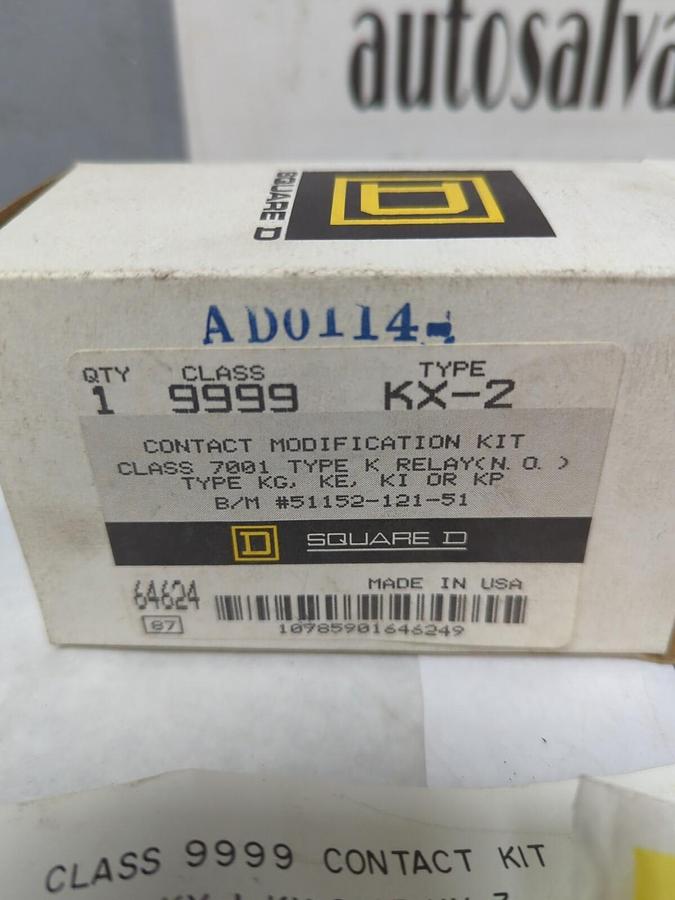 autosalva
SQUARE D
AD0114-
QTY CLASS TYPE
1 9999 KX-2
CONTACT MODIFICATION KIT
CLASS 7001 TYPE K RELAY(N.O.)
TYPE KG, KE, KI OR KP
B/M #51152-121-51
D SQUARE D
64624 MADE IN USA
87
10785901646249
CLASS 9999 CONTACT KIT